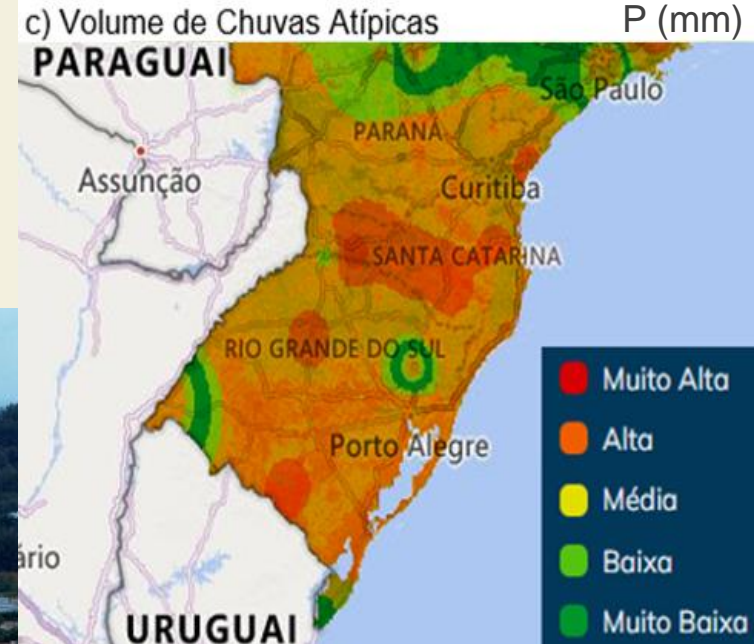 c) Volume de Chuvas Atípicas
P (mm)
PARAGUAI
São Paulo
PARANÁ
Assunção
Curitiba
SANTA CATARINA
RIO GRANDE DO SUL
Muito Alta
Porto Alegre
Alta
Média
ário
Baixa
URUGUAI
Muito Baixa